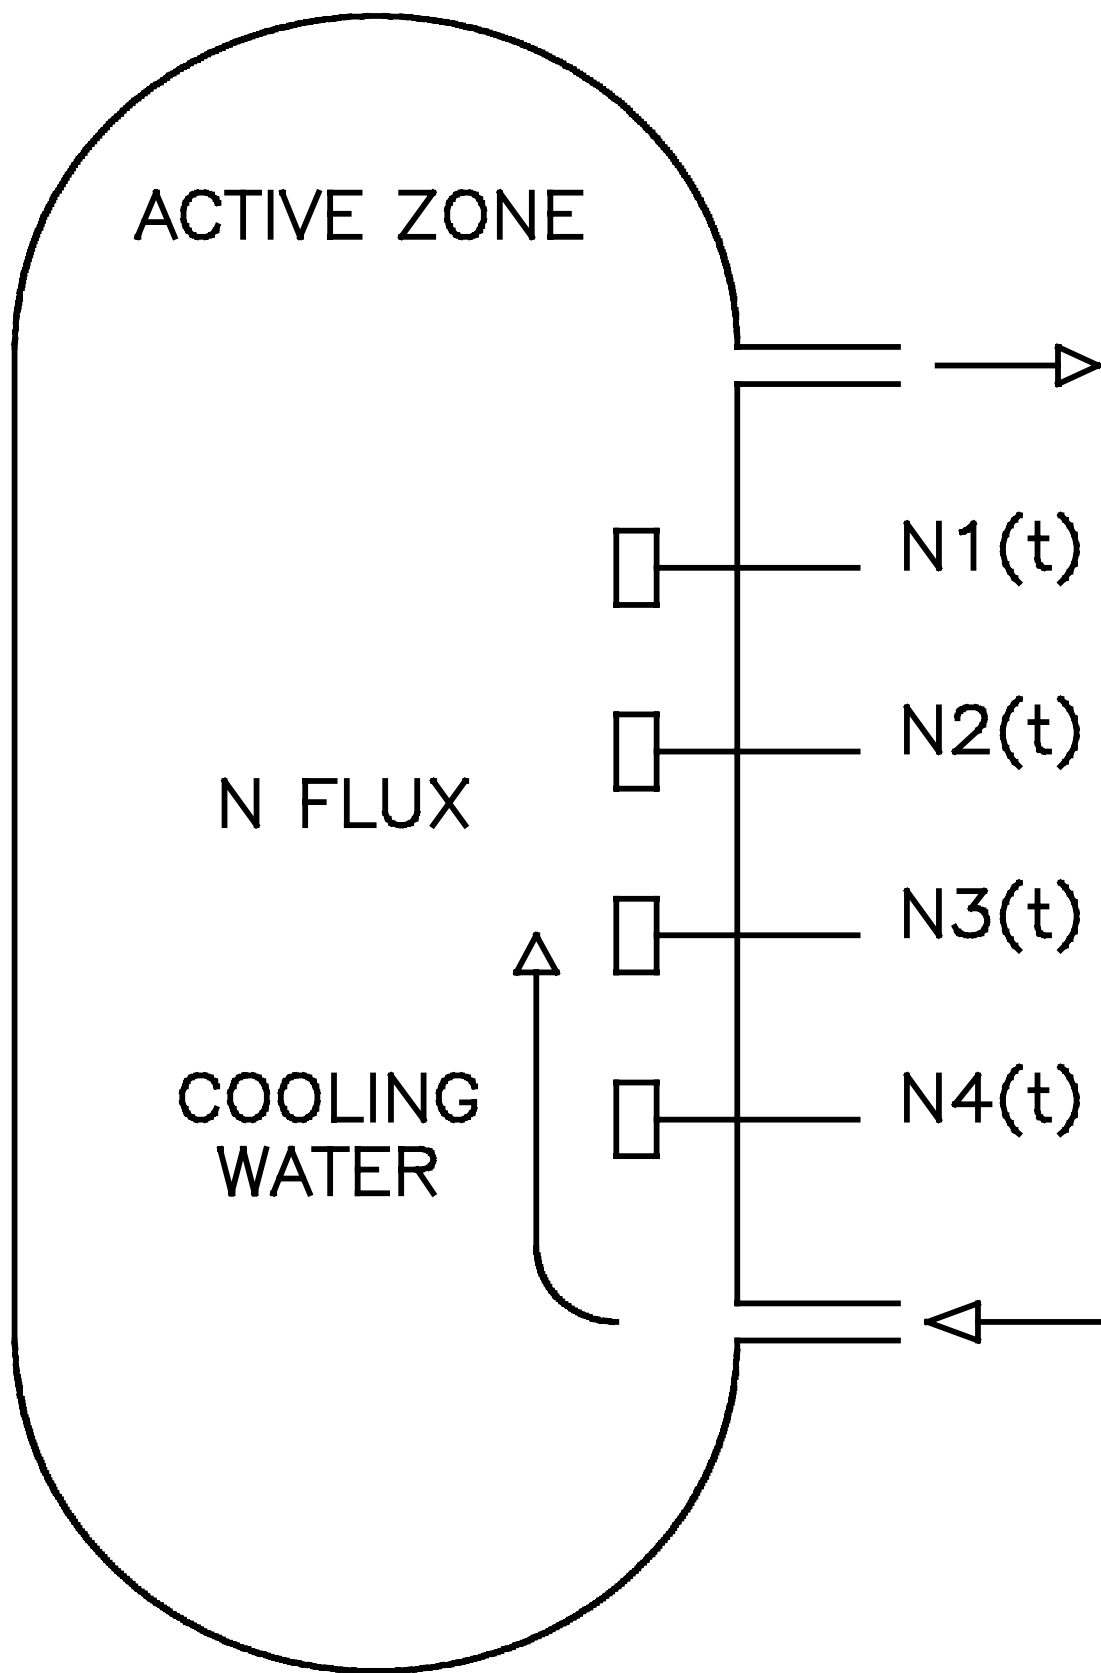 ACTIVE ZONE
N1(t)
N2(t)
N FLUX
N3(t)
COOLING
WATER
N4(t)